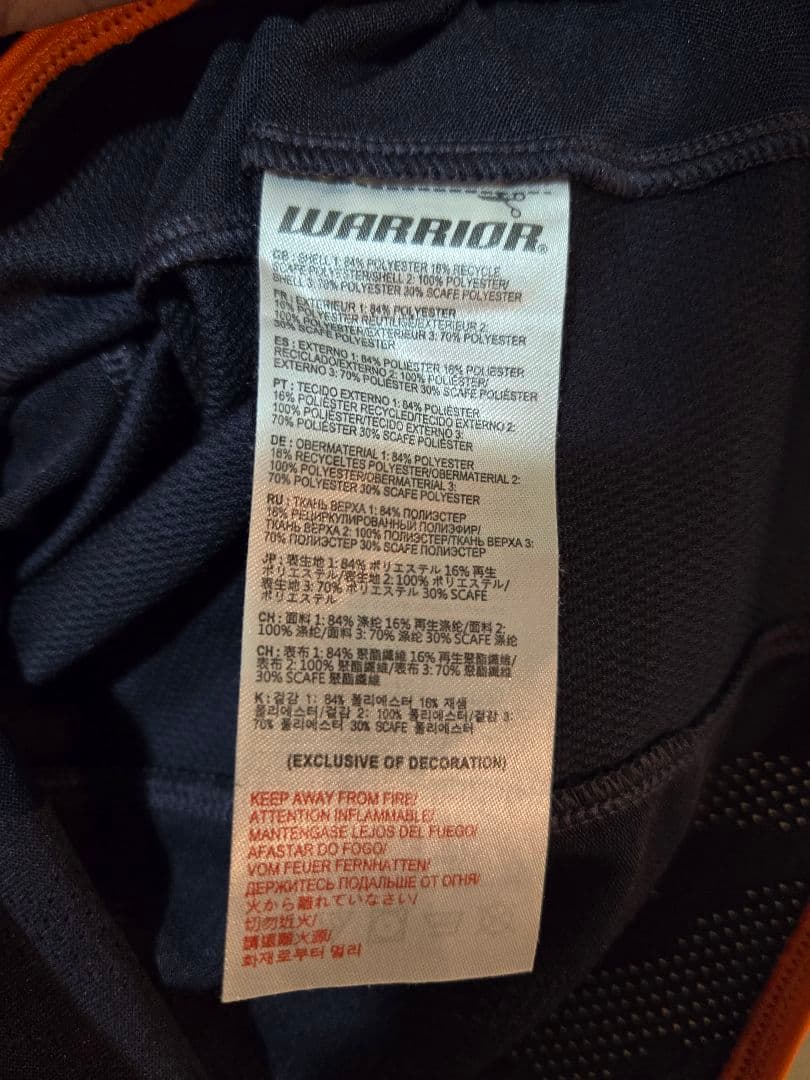 WARRIOR®
GB : SHELL 1: 84% POLYESTER 16% RECYCLE
SCAFE POLYESTER/SHELL 2: 100% POLYESTER/
SHELL 3: 70% POLYESTER 30% SCAFE POLYESTER
FR : EXTERIEUR 1: 84% POLYESTER
16% POLYESTER REUTILISE/EXTERIEUR 2:
100% POLYESTER/EXTERIEUR 3: 70% POLYESTER
30% SCAFE POLYESTER
ES : EXTERNO 1: 84% POLIÉSTER 16% POLIÉSTER
RECICLADO/EXTERNO 2: 100% POLIÉSTER/
EXTERNO 3: 70% POLIÉSTER 30% SCAFE POLIÉSTER
PT : TECIDO EXTERNO 1: 84% POLIÉSTER
16% POLIÉSTER RECYCLED/TECIDO EXTERNO 2:
100% POLIÉSTER/TECIDO EXTERNO 3:
70% POLIÉSTER 30% SCAFE POLIÉSTER
DE : OBERMATERIAL 1: 84% POLYESTER
16% RECYCELTES POLYESTER/OBERMATERIAL 2:
100% POLYESTER/OBERMATERIAL 3:
70% POLYESTER 30% SCAFE POLYESTER
RU : ТКАНЬ ВЕРХА 1: 84% ПОЛИЭСТЕР
16% РЕЦИРКУЛИРОВАННЫЙ ПОЛИЭФИР/
ТКАНЬ ВЕРХА 2: 100% ПОЛИЭСТЕР/ТКАНЬ ВЕРХА 3:
70% ПОЛИЭСТЕР 30% SCAFE ПОЛИЭСТЕР
JP : 表生地 1: 84% ポリエステル 16% 再生
ポリエステル/表生地 2: 100% ポリエステル/
表生地 3: 70% ポリエステル 30% SCAFE
ポリエステル
CH : 面料 1: 84% 涤纶 16% 再生涤纶/面料 2:
100% 涤纶/面料 3: 70% 涤纶 30% SCAFE 涤纶
CH : 表布 1: 84% 聚酯纖維 16% 再生聚酯纖維/
表布 2: 100% 聚酯纖維/表布 3: 70% 聚酯纖維
30% SCAFE 聚酯纖維
K : 겉감 1: 84% 폴리에스터 16% 재생
폴리에스터/겉감 2: 100% 폴리에스터/겉감 3:
70% 폴리에스터 30% SCAFE 폴리에스터
(EXCLUSIVE OF DECORATION)
KEEP AWAY FROM FIRE/
ATTENTION INFLAMMABLE/
MANTENGASE LEJOS DEL FUEGO/
AFASTAR DO FOGO/
VOM FEUER FERNHATTEN/
ДЕРЖИТЕСЬ ПОДАЛЬШЕ ОТ ОГНЯ/
火から離れていなさい/
切勿近火/
請遠離火源/
화재로부터 멀리